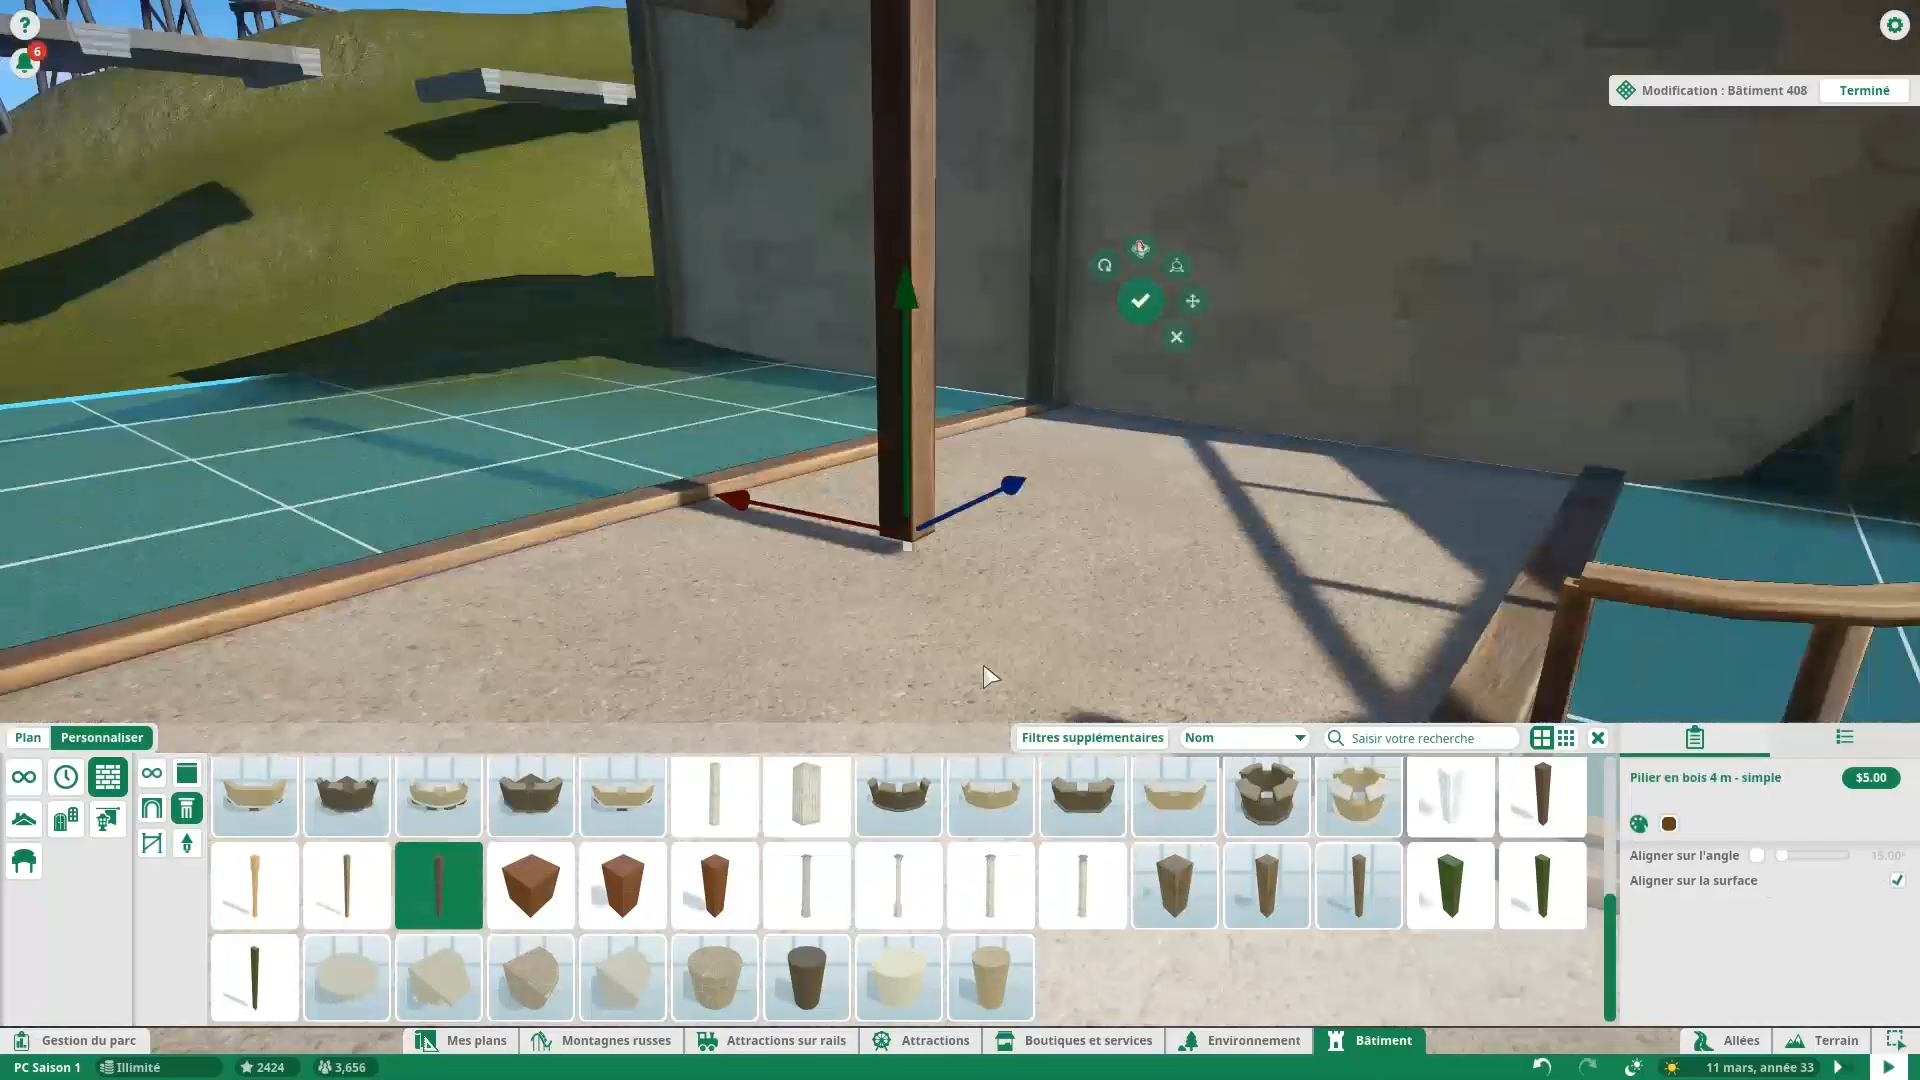 ?
6
Modification : Bâtiment 408
Terminé
Plan
Personnaliser
Filtres supplémentaires
Nom
Saisir votre recherche
Pilier en bois 4 m - simple
$5.00
Aligner sur l'angle
15.00°
Aligner sur la surface
Gestion du parc
Mes plans
Montagnes russes
Attractions sur rails
Attractions
Boutiques et services
Environnement
Bâtiment
Allées
Terrain
PC Saison 1
Illimité
2424
3,656
11 mars, année 33